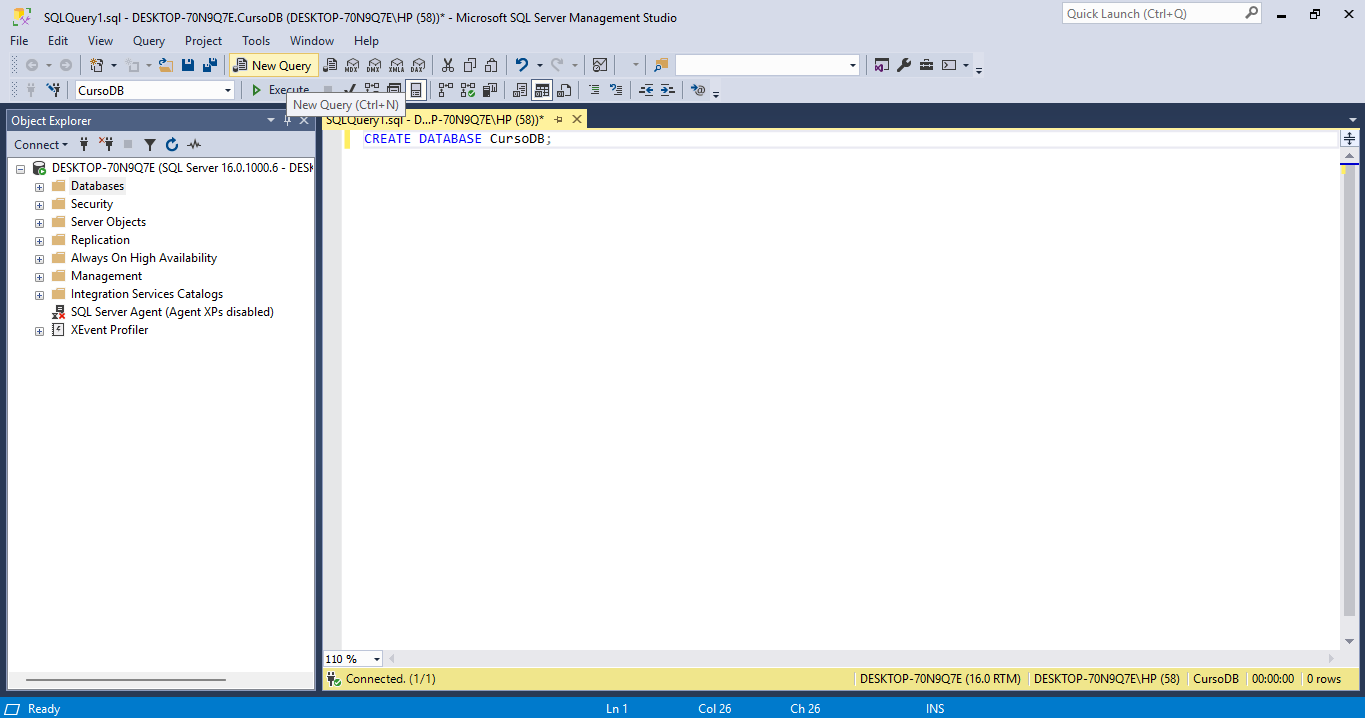 SQLQuery1.sql - DESKTOP-70N9Q7E.CursoDB (DESKTOP-70N9Q7E\HP (58))* - Microsoft SQL Server Management Studio
Quick Launch (Ctrl+Q)
File Edit View Query Project Tools Window Help
New Query MDX DMX XMLA DAX
CursoDB Execute
New Query (Ctrl+N)
Object Explorer
SQLQuery1.sql - D...P-70N9Q7E\HP (58))*
CREATE DATABASE CursoDB;
Connect
DESKTOP-70N9Q7E (SQL Server 16.0.1000.6 - DESK
Databases
Security
Server Objects
Replication
Always On High Availability
Management
Integration Services Catalogs
SQL Server Agent (Agent XPs disabled)
XEvent Profiler
110 %
Connected. (1/1) DESKTOP-70N9Q7E (16.0 RTM) DESKTOP-70N9Q7E\HP (58) CursoDB 00:00:00 0 rows
Ready Ln 1 Col 26 Ch 26 INS